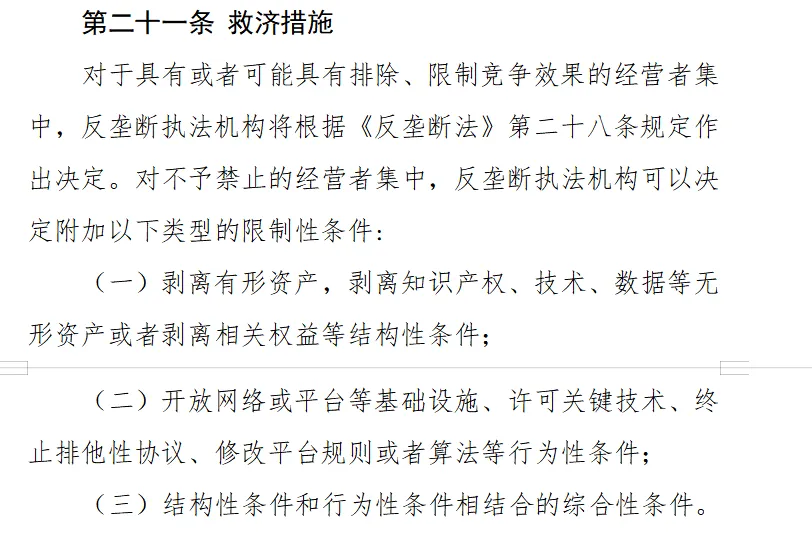 第二十一条 救济措施
对于具有或者可能具有排除、限制竞争效果的经营者集
中，反垄断执法机构将根据《反垄断法》第二十八条规定作
出决定。对不予禁止的经营者集中，反垄断执法机构可以决
定附加以下类型的限制性条件:
（一）剥离有形资产，剥离知识产权、技术、数据等无
形资产或者剥离相关权益等结构性条件；
（二）开放网络或平台等基础设施、许可关键技术、终
止排他性协议、修改平台规则或者算法等行为性条件；
（三）结构性条件和行为性条件相结合的综合性条件。